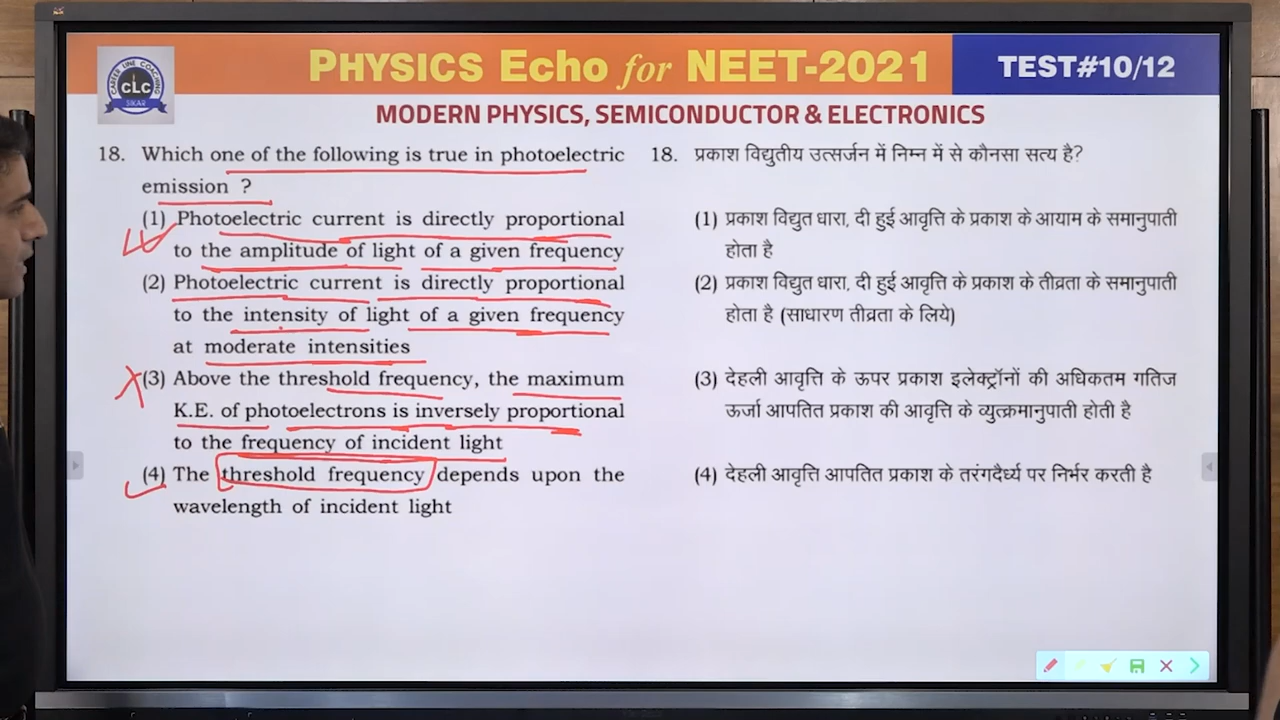 PHYSICS Echo for NEET-2021
TEST#10/12
CAREER LINE COACHING
CLC
SIKAR
MODERN PHYSICS, SEMICONDUCTOR & ELECTRONICS
18. Which one of the following is true in photoelectric
emission ?
(1) Photoelectric current is directly proportional
to the amplitude of light of a given frequency
(2) Photoelectric current is directly proportional
to the intensity of light of a given frequency
at moderate intensities
(3) Above the threshold frequency, the maximum
K.E. of photoelectrons is inversely proportional
to the frequency of incident light
(4) The threshold frequency depends upon the
wavelength of incident light
18. प्रकाश विद्युतीय उत्सर्जन में निम्न में से कौनसा सत्य है?
(1) प्रकाश विद्युत धारा, दी हुई आवृत्ति के प्रकाश के आयाम के समानुपाती
होता है
(2) प्रकाश विद्युत धारा, दी हुई आवृत्ति के प्रकाश के तीव्रता के समानुपाती
होता है (साधारण तीव्रता के लिये)
(3) देहली आवृत्ति के ऊपर प्रकाश इलेक्ट्रॉनों की अधिकतम गतिज
ऊर्जा आपतित प्रकाश की आवृत्ति के व्युत्क्रमानुपाती होती है
(4) देहली आवृत्ति आपतित प्रकाश के तरंगदैर्ध्य पर निर्भर करती है